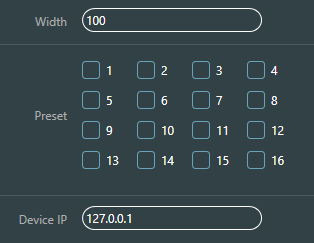 Width 100
1 2 3 4
5 6 7 8
Preset
9 10 11 12
13 14 15 16
Device IP 127.0.0.1